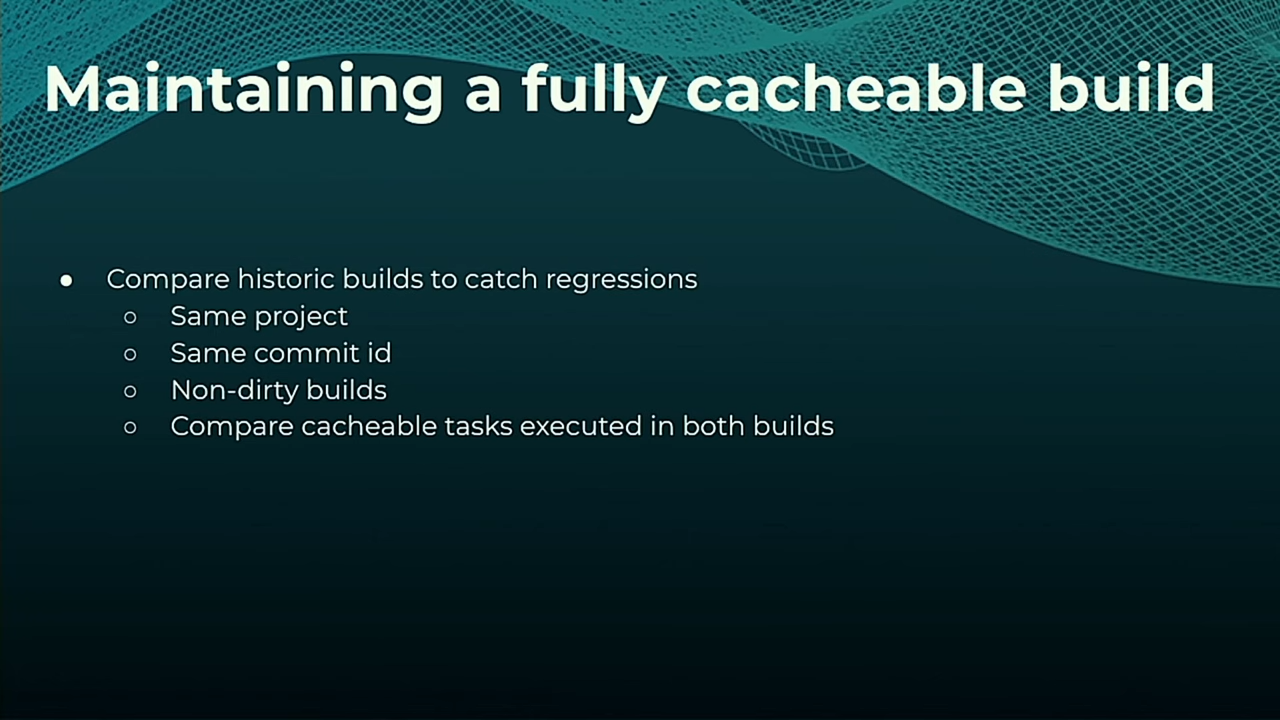 Maintaining a fully cacheable build
● Compare historic builds to catch regressions
○ Same project
○ Same commit id
○ Non-dirty builds
○ Compare cacheable tasks executed in both builds